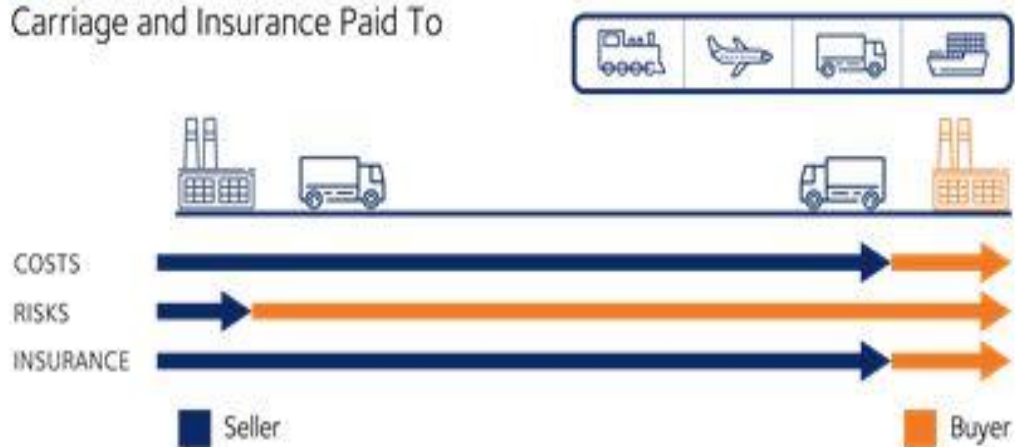 Carriage and Insurance Paid To
COSTS
RISKS
INSURANCE
Seller
Buyer